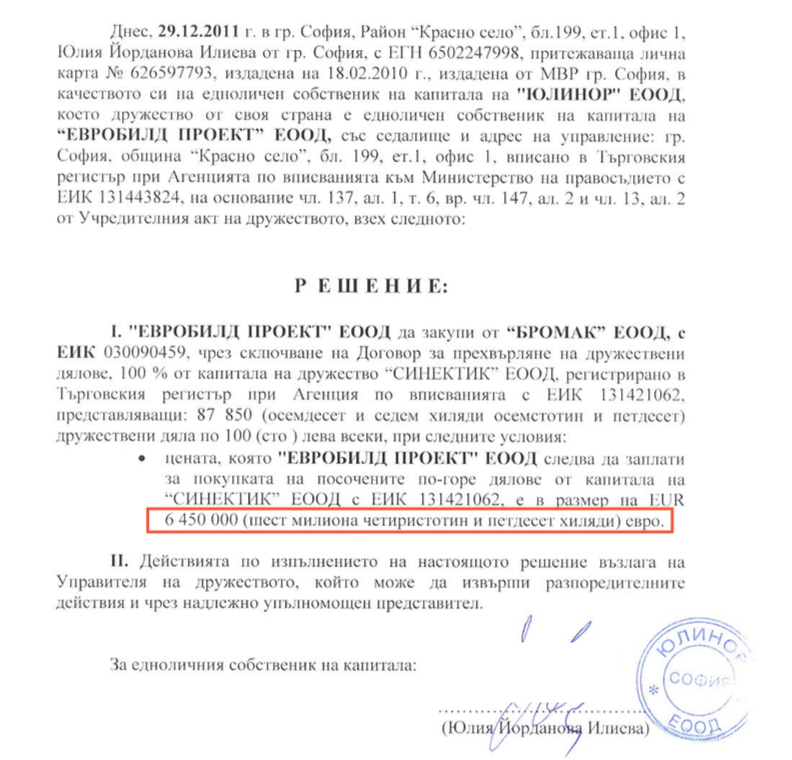 Днес, 29.12.2011 г. в гр. София, Район “Красно село”, бл.199, ет.1, офис 1,
Юлия Йорданова Илиева от гр. София, с ЕГН 6502247998, притежаваща лична
карта № 626597793, издадена на 18.02.2010 г., издадена от МВР гр. София, в
качеството си на едноличен собственик на капитала на "ЮЛИНОР" ЕООД,
което дружество от своя страна е едноличен собственик на капитала на
“ЕВРОБИЛД ПРОЕКТ” ЕООД, със седалище и адрес на управление: гр.
София, община “Красно село”, бл. 199, ет.1, офис 1, вписано в Търговския
регистър при Агенцията по вписванията към Министерство на правосъдието с
ЕИК 131443824, на основание чл. 137, ал. 1, т. 6, вр. чл. 147, ал. 2 и чл. 13, ал. 2
от Учредителния акт на дружеството, взех следното:
Р Е Ш Е Н И Е:
I. "ЕВРОБИЛД ПРОЕКТ" ЕООД да закупи от “БРОМАК” ЕООД, с
ЕИК 030090459, чрез сключване на Договор за прехвърляне на дружествени
дялове, 100 % от капитала на дружество “СИНЕКТИК” ЕООД, регистрирано в
Търговския регистър при Агенция по вписванията с ЕИК 131421062,
представляващи: 87 850 (осемдесет и седем хиляди осемстотин и петдесет)
дружествени дяла по 100 (сто ) лева всеки, при следните условия:
• цената, която "ЕВРОБИЛД ПРОЕКТ" ЕООД следва да заплати
за покупката на посочените по-горе дялове от капитала на
“СИНЕКТИК” ЕООД с ЕИК 131421062, е в размер на EUR
6 450 000 (шест милиона четиристотин и петдесет хиляди) евро.
II. Действията по изпълнението на настоящото решение възлага на
Управителя на дружеството, който може да извърши разпоредителните
действия и чрез надлежно упълномощен представител.
За едноличния собственик на капитала:
(Юлия Йорданова Илиева)
ЮЛИНОР
СОФИЯ
ЕООД